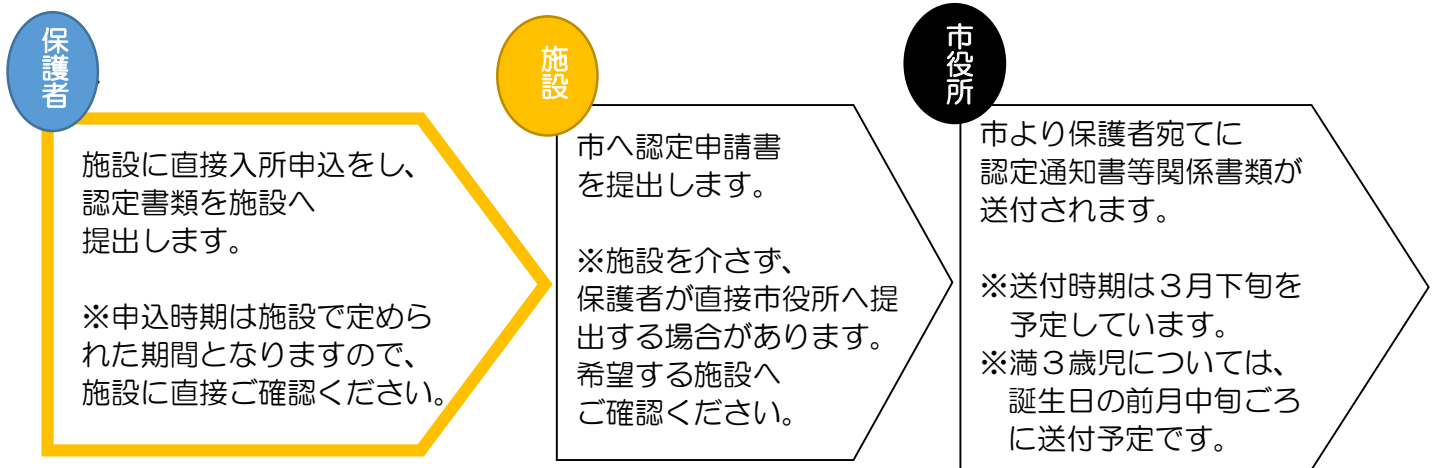 保護者
施設に直接入所申込をし、
認定書類を施設へ
提出します。
※申込時期は施設で定めら
れた期間となりますので、
施設に直接ご確認ください。
施設
市へ認定申請書
を提出します。
※施設を介さず、
保護者が直接市役所へ提
出する場合があります。
希望する施設へ
ご確認ください。
市役所
市より保護者宛てに
認定通知書等関係書類が
送付されます。
※送付時期は３月下旬を
予定しています。
※満３歳児については、
誕生日の前月中旬ごろ
に送付予定です。